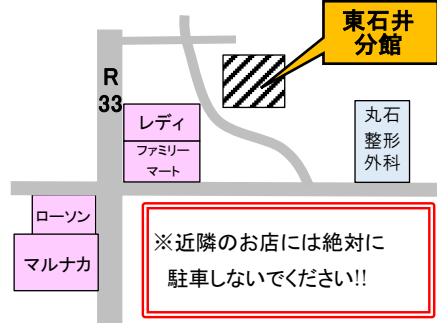 東石井
分館
R
33
レディ
ファミリー
マート
丸石
整形
外科
ローソン
マルナカ
※近隣のお店には絶対に
駐車しないでください!!